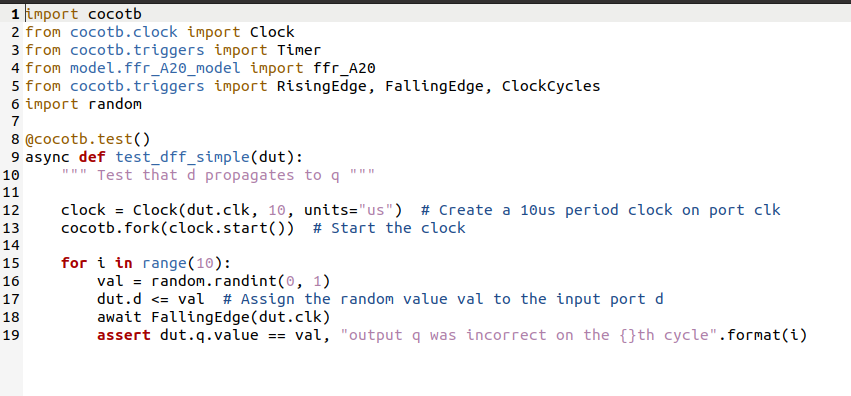 1 import cocotb
2 from cocotb.clock import Clock
3 from cocotb.triggers import Timer
4 from model.ffr_A20_model import ffr_A20
5 from cocotb.triggers import RisingEdge, FallingEdge, ClockCycles
6 import random
7
8 @cocotb.test()
9 async def test_dff_simple(dut):
10     """ Test that d propagates to q """
11
12     clock = Clock(dut.clk, 10, units="us")  # Create a 10us period clock on port clk
13     cocotb.fork(clock.start())  # Start the clock
14
15     for i in range(10):
16         val = random.randint(0, 1)
17         dut.d <= val  # Assign the random value val to the input port d
18         await FallingEdge(dut.clk)
19         assert dut.q.value == val, "output q was incorrect on the {}th cycle".format(i)